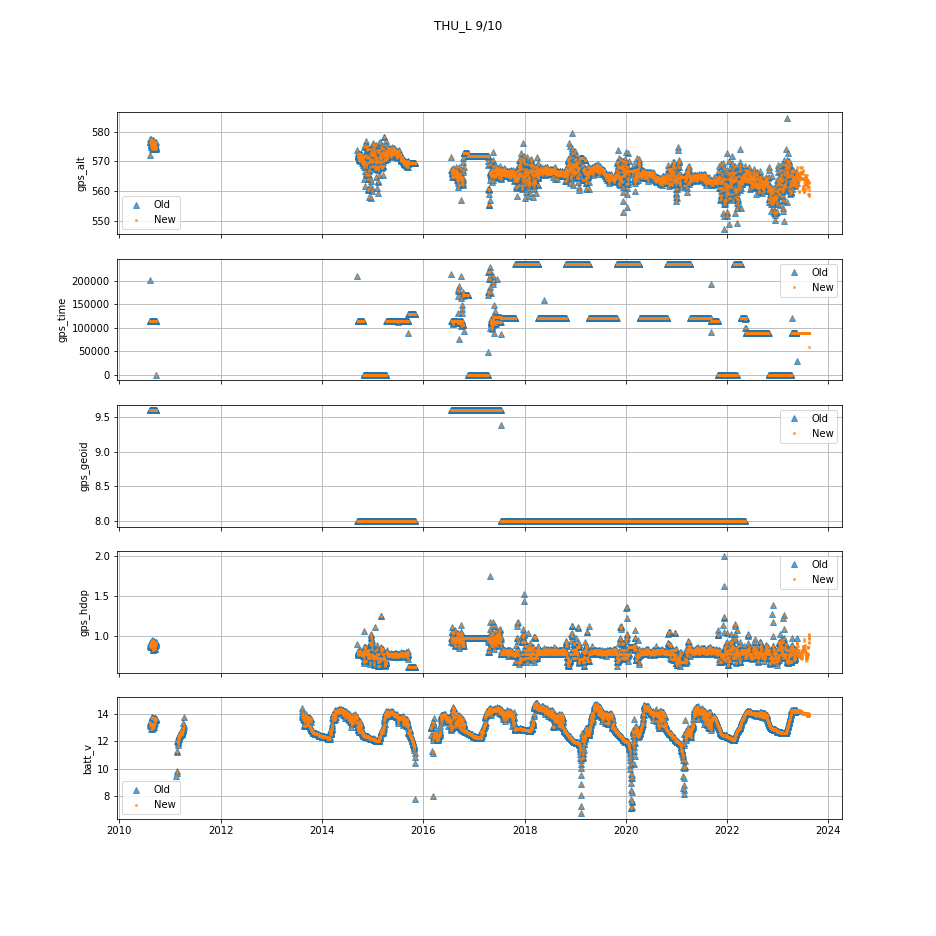 THU_L 9/10
gps_alt
580
570
560
550
Old
New
gps_time
200000
150000
100000
50000
0
Old
New
gps_geoid
9.5
9.0
8.5
8.0
Old
New
gps_hdop
2.0
1.5
1.0
Old
New
batt_v
14
12
10
8
Old
New
2010 2012 2014 2016 2018 2020 2022 2024